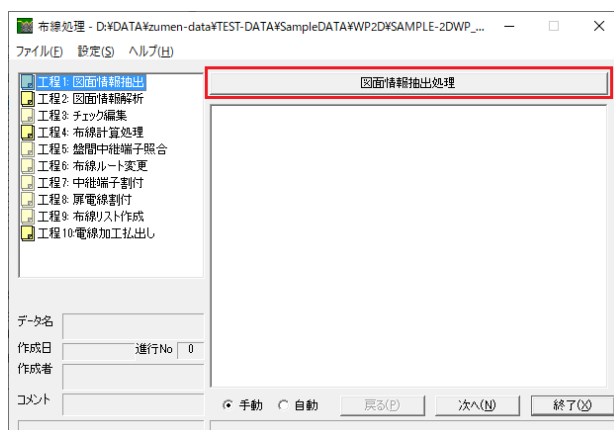 布線処理 - D:¥DATA¥zumen-data¥TEST-DATA¥SampleDATA¥WP2D¥SAMPLE-2DWP_...
ファイル(F) 設定(S) ヘルプ(H)
工程1: 図面情報抽出
工程2: 図面情報解析
工程3: チェック編集
工程4: 布線計算処理
工程5: 盤間中継端子照合
工程6: 布線ルート変更
工程7: 中継端子割付
工程8: 扉電線割付
工程9: 布線リスト作成
工程10:電線加工払出し
図面情報抽出処理
データ名
作成日 進行No 0
作成者
コメント
手動 自動 戻る(P) 次へ(N) 終了(X)